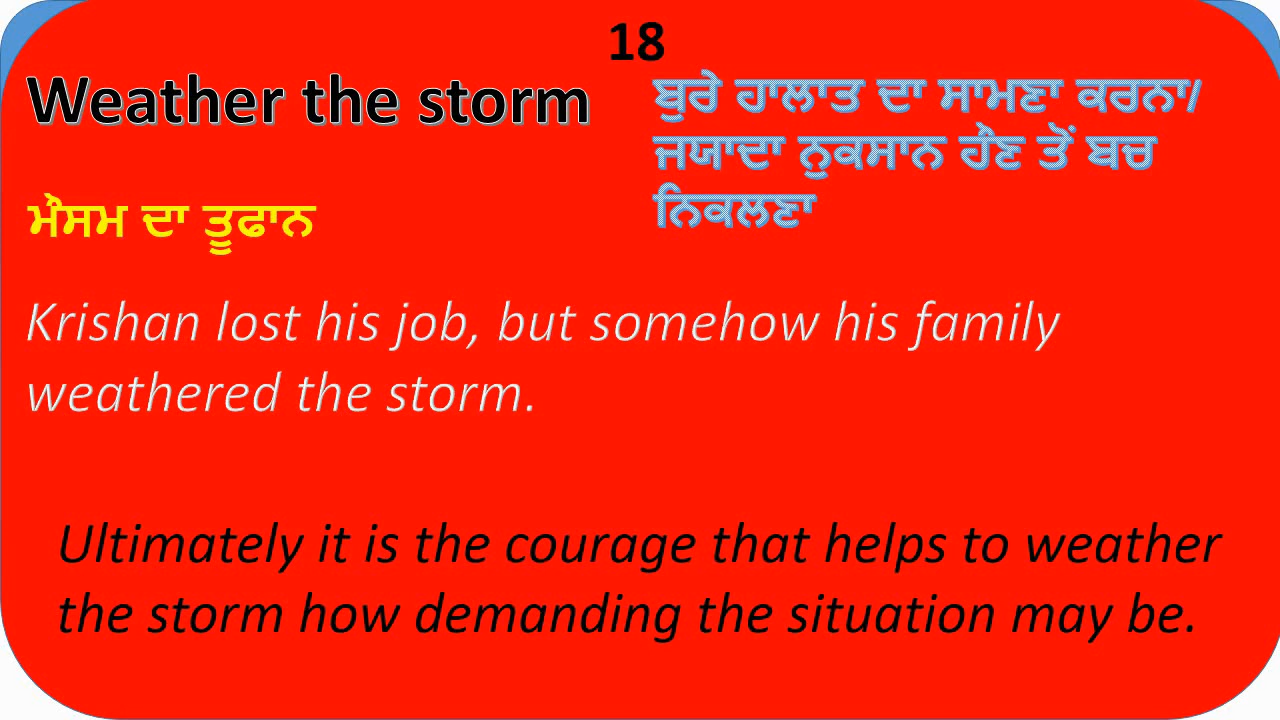 18
Weather the storm
ਬੁਰੇ ਹਾਲਾਤ ਦਾ ਸਾਮਣਾ ਕਰਨਾ/
ਜਯਾਦਾ ਨੁਕਸਾਨ ਹੌਣ ਤੋਂ ਬਚ
ਨਿਕਲਣਾ
ਮੌਸਮ ਦਾ ਤੂਫਾਨ
Krishan lost his job, but somehow his family
weathered the storm.
Ultimately it is the courage that helps to weather
the storm how demanding the situation may be.